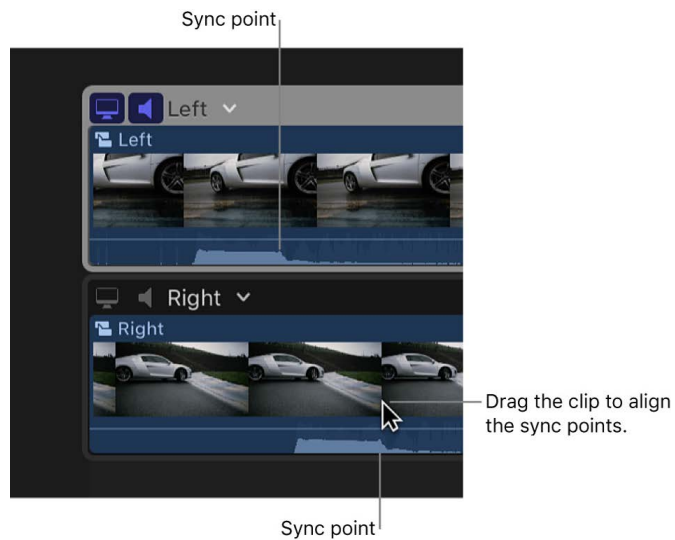 Sync point
Left
Left
Right
Right
Drag the clip to align
the sync points.
Sync point